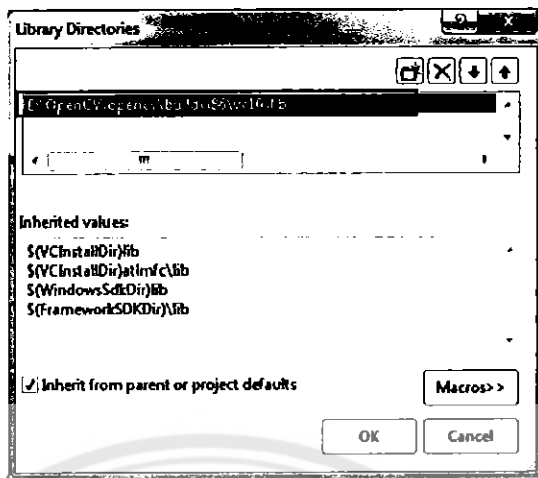 Library Directories
Inherited values:
$(VCInstallDir)lib
$(VCInstallDir)atlmfc\lib
$(WindowsSdkDir)lib
$(FrameworkSDKDir)\lib
Inherit from parent or project defaults
Macros>>
OK
Cancel